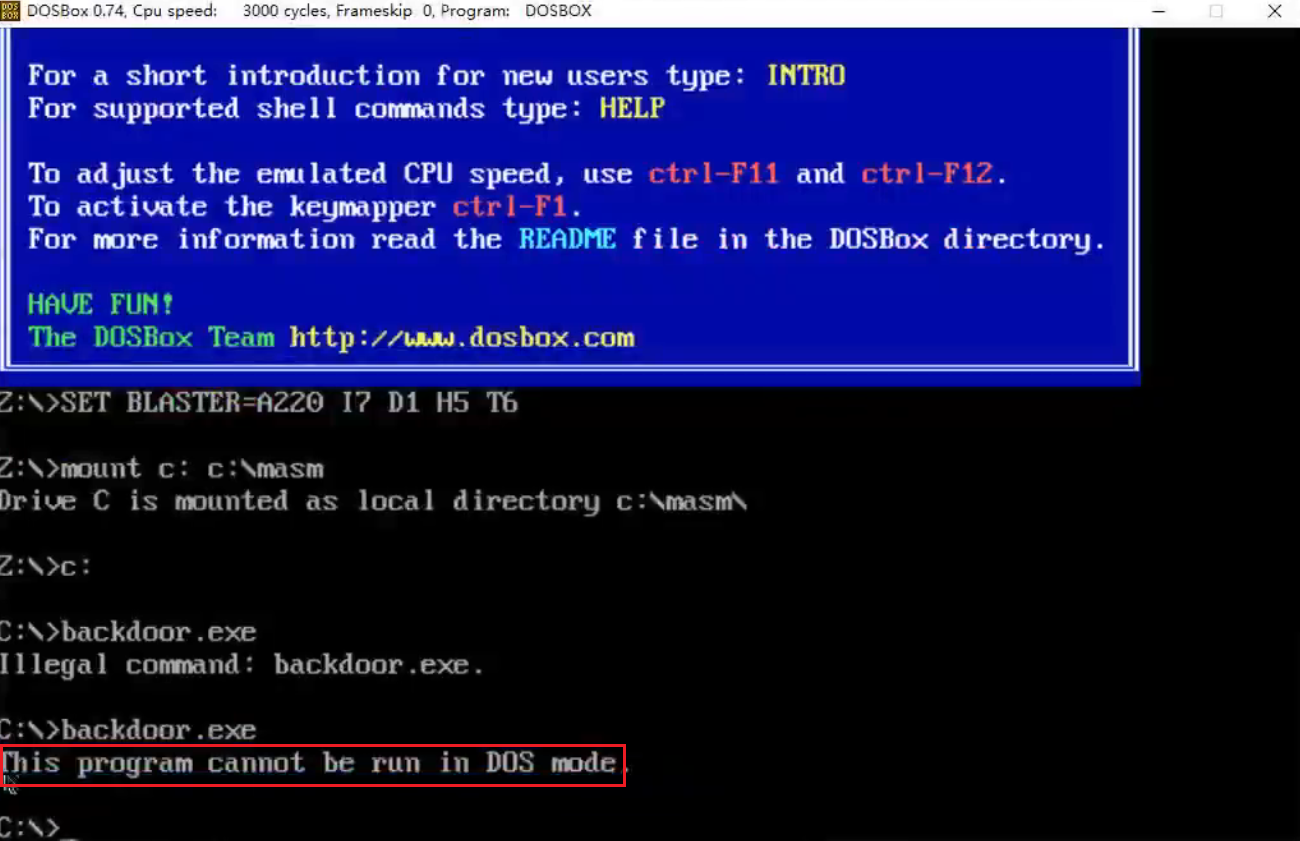 DOS BOX
DOSBox 0.74, Cpu speed: 3000 cycles, Frameskip 0, Program: DOSBOX
For a short introduction for new users type: INTRO
For supported shell commands type: HELP
To adjust the emulated CPU speed, use ctrl-F11 and ctrl-F12.
To activate the keymapper ctrl-F1.
For more information read the README file in the DOSBox directory.
HAVE FUN!
The DOSBox Team http://www.dosbox.com
Z:\>SET BLASTER=A220 I7 D1 H5 T6
Z:\>mount c: c:\masm
Drive C is mounted as local directory c:\masm\
Z:\>c:
C:\>backdoor.exe
Illegal command: backdoor.exe.
C:\>backdoor.exe
This program cannot be run in DOS mode.
C:\>_